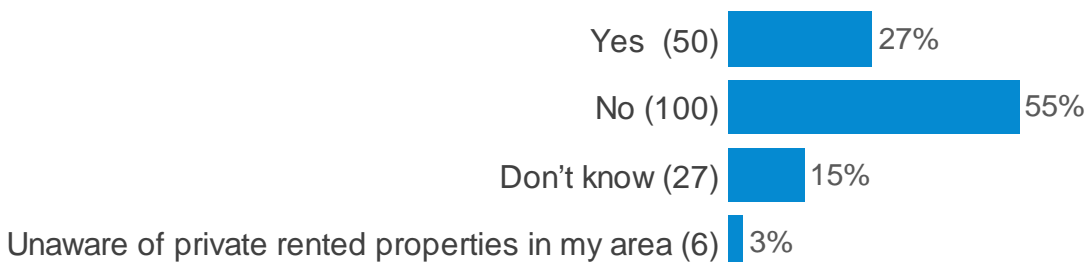 Yes (50) 27%
No (100) 55%
Don't know (27) 15%
Unaware of private rented properties in my area (6) 3%